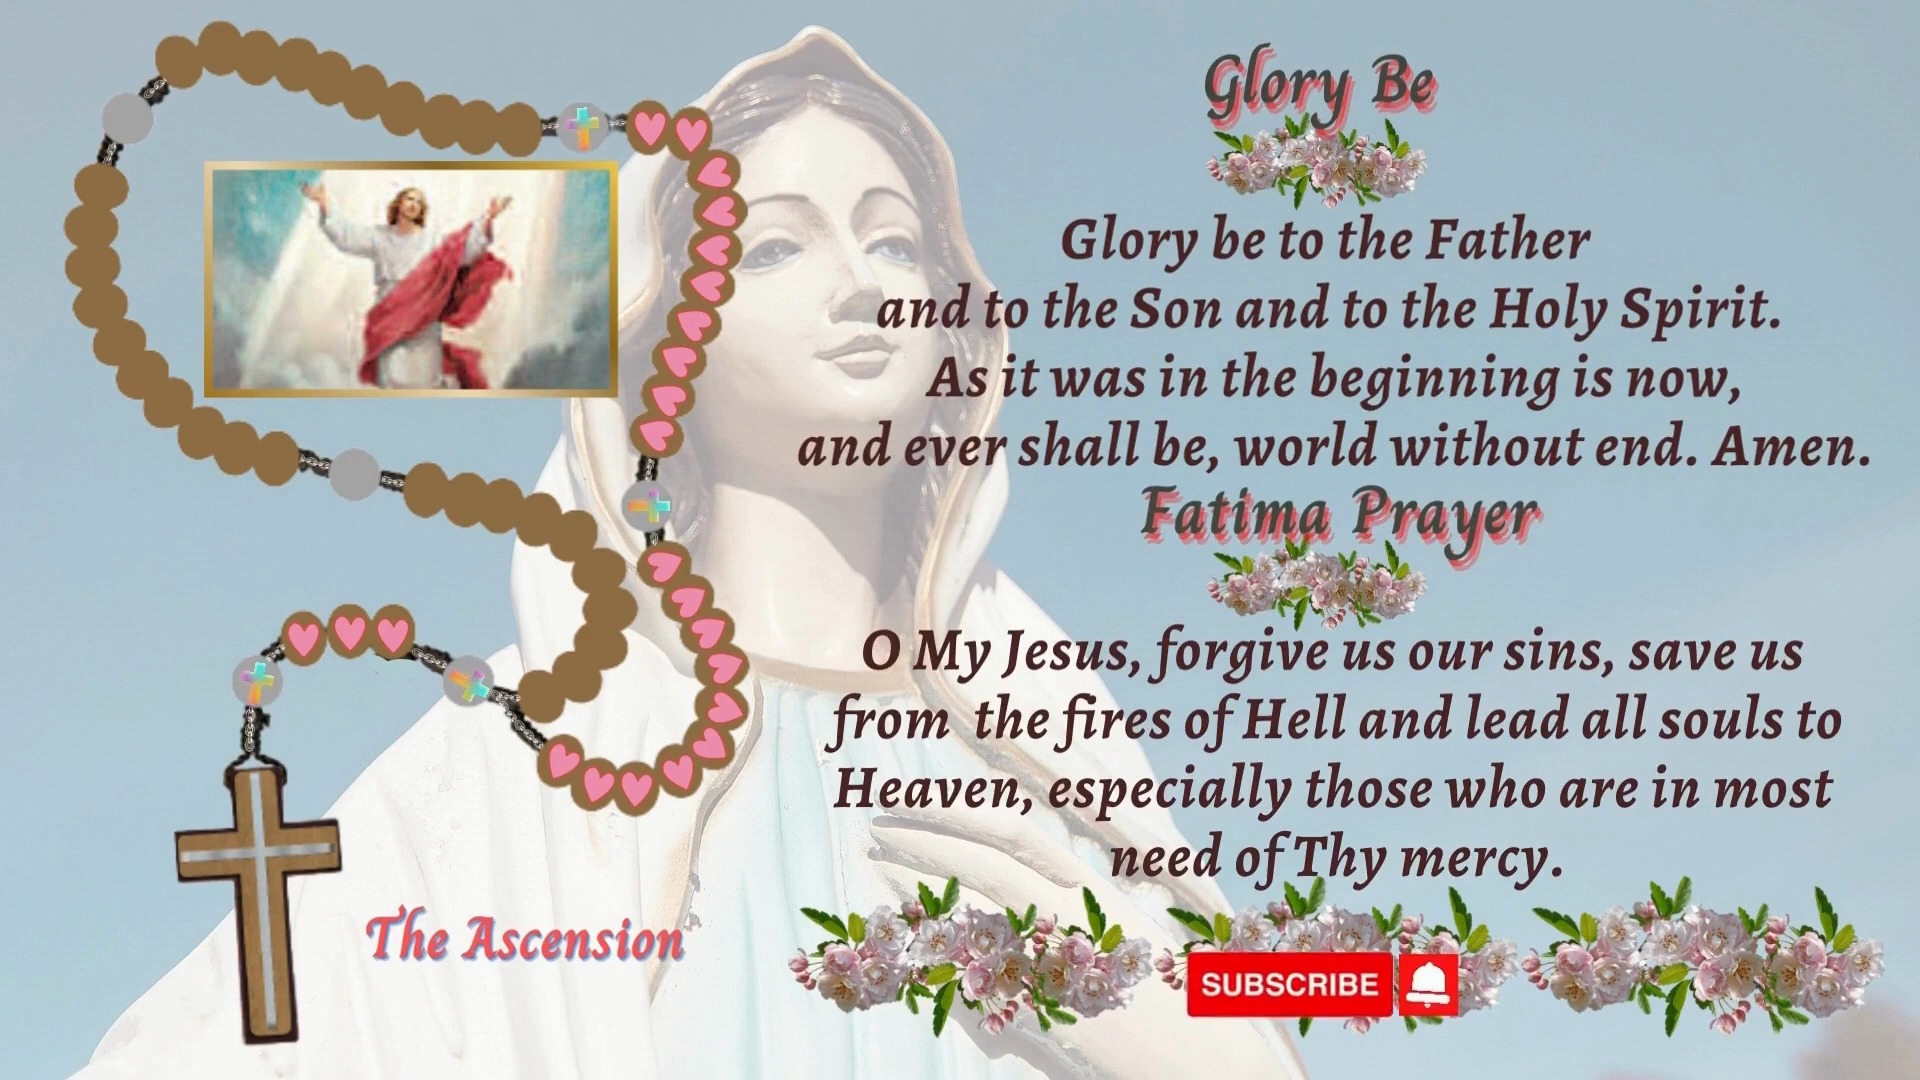 Glory Be
Glory be to the Father
and to the Son and to the Holy Spirit.
As it was in the beginning is now,
and ever shall be, world without end. Amen.
Fatima Prayer
O My Jesus, forgive us our sins, save us
from the fires of Hell and lead all souls to
Heaven, especially those who are in most
need of Thy mercy.
The Ascension
SUBSCRIBE